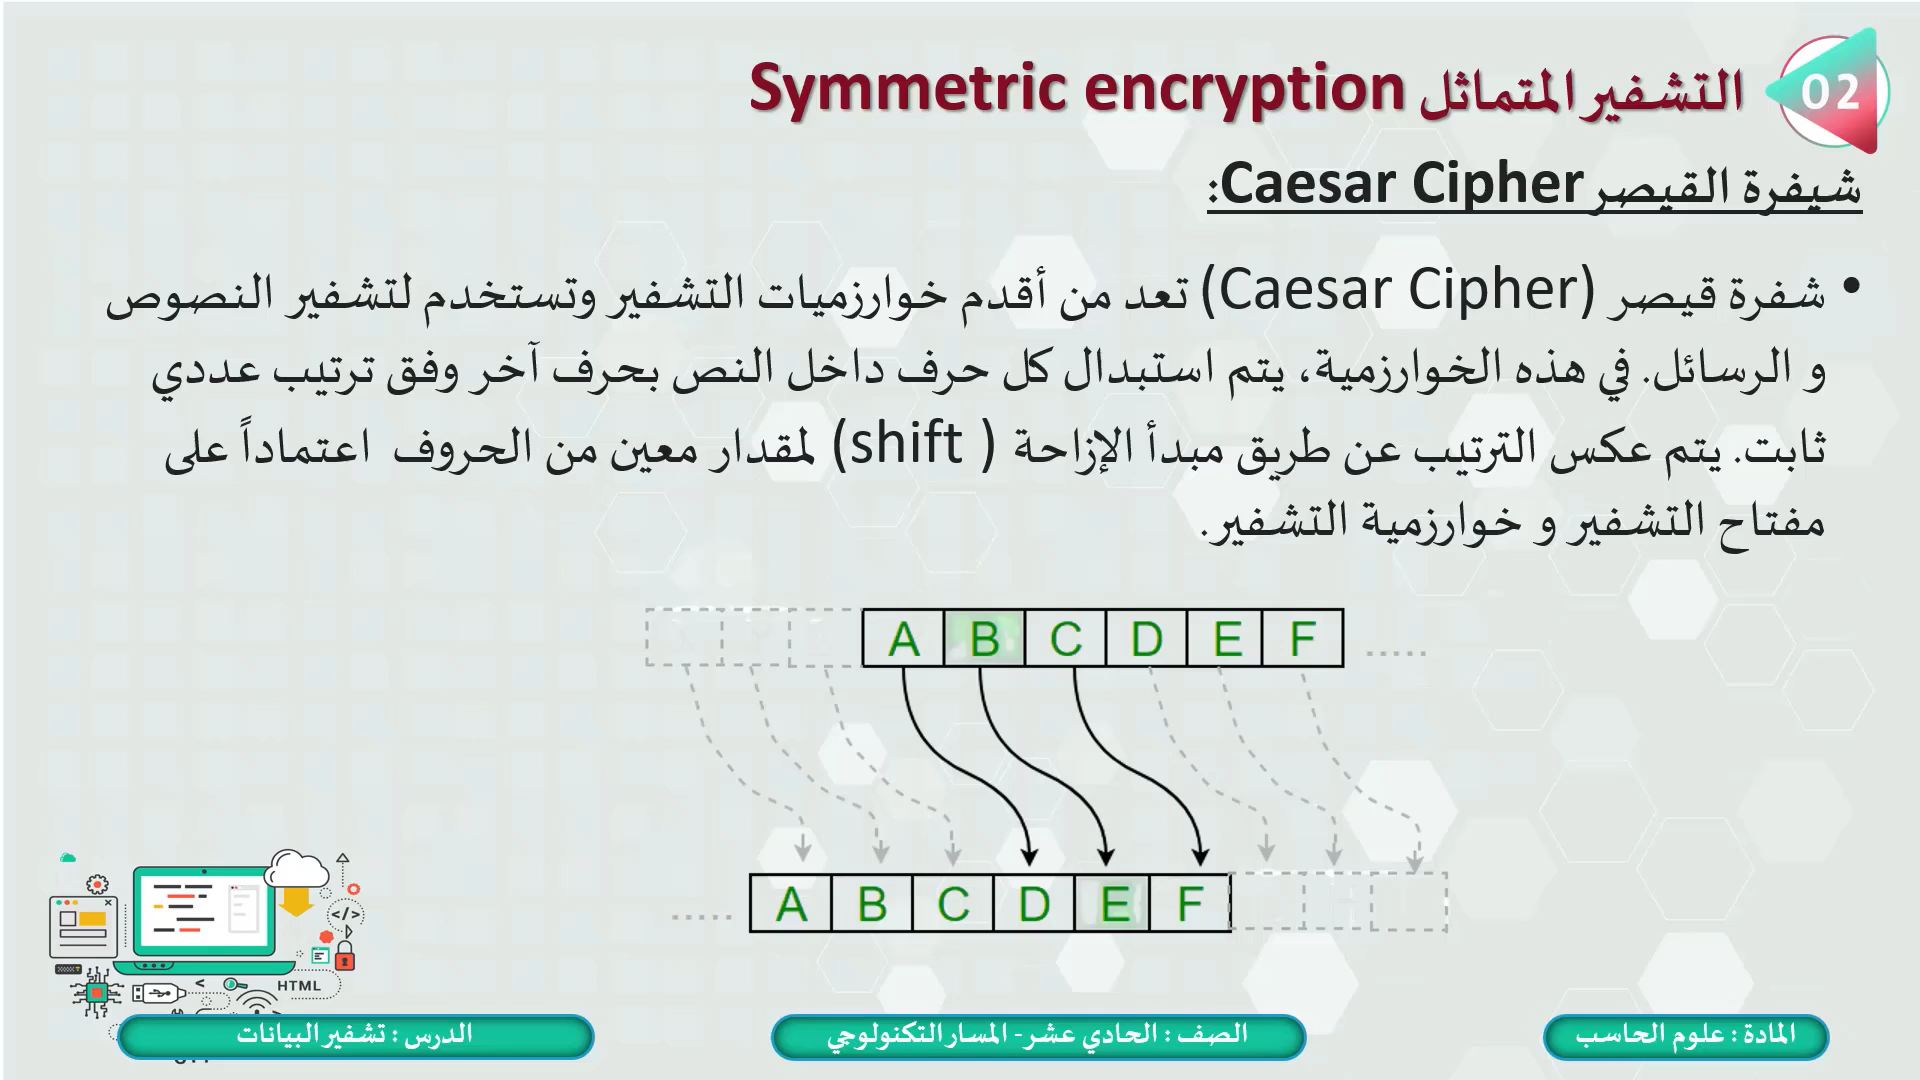 02
التشفير المتماثل Symmetric encryption
شيفرة القيصر Caesar Cipher:
• شفرة قيصر (Caesar Cipher) تعد من أقدم خوارزميات التشفير وتستخدم لتشفير النصوص
و الرسائل. في هذه الخوارزمية، يتم استبدال كل حرف داخل النص بحرف آخر وفق ترتيب عددي
ثابت. يتم عكس الترتيب عن طريق مبدأ الإزاحة ( shift) لمقدار معين من الحروف اعتماداً على
مفتاح التشفير و خوارزمية التشفير.
A B C D E F ......
...... A B C D E F
</>
HTML
المادة : علوم الحاسب
الصف : الحادي عشر- المسار التكنولوجي
الدرس : تشفير البيانات